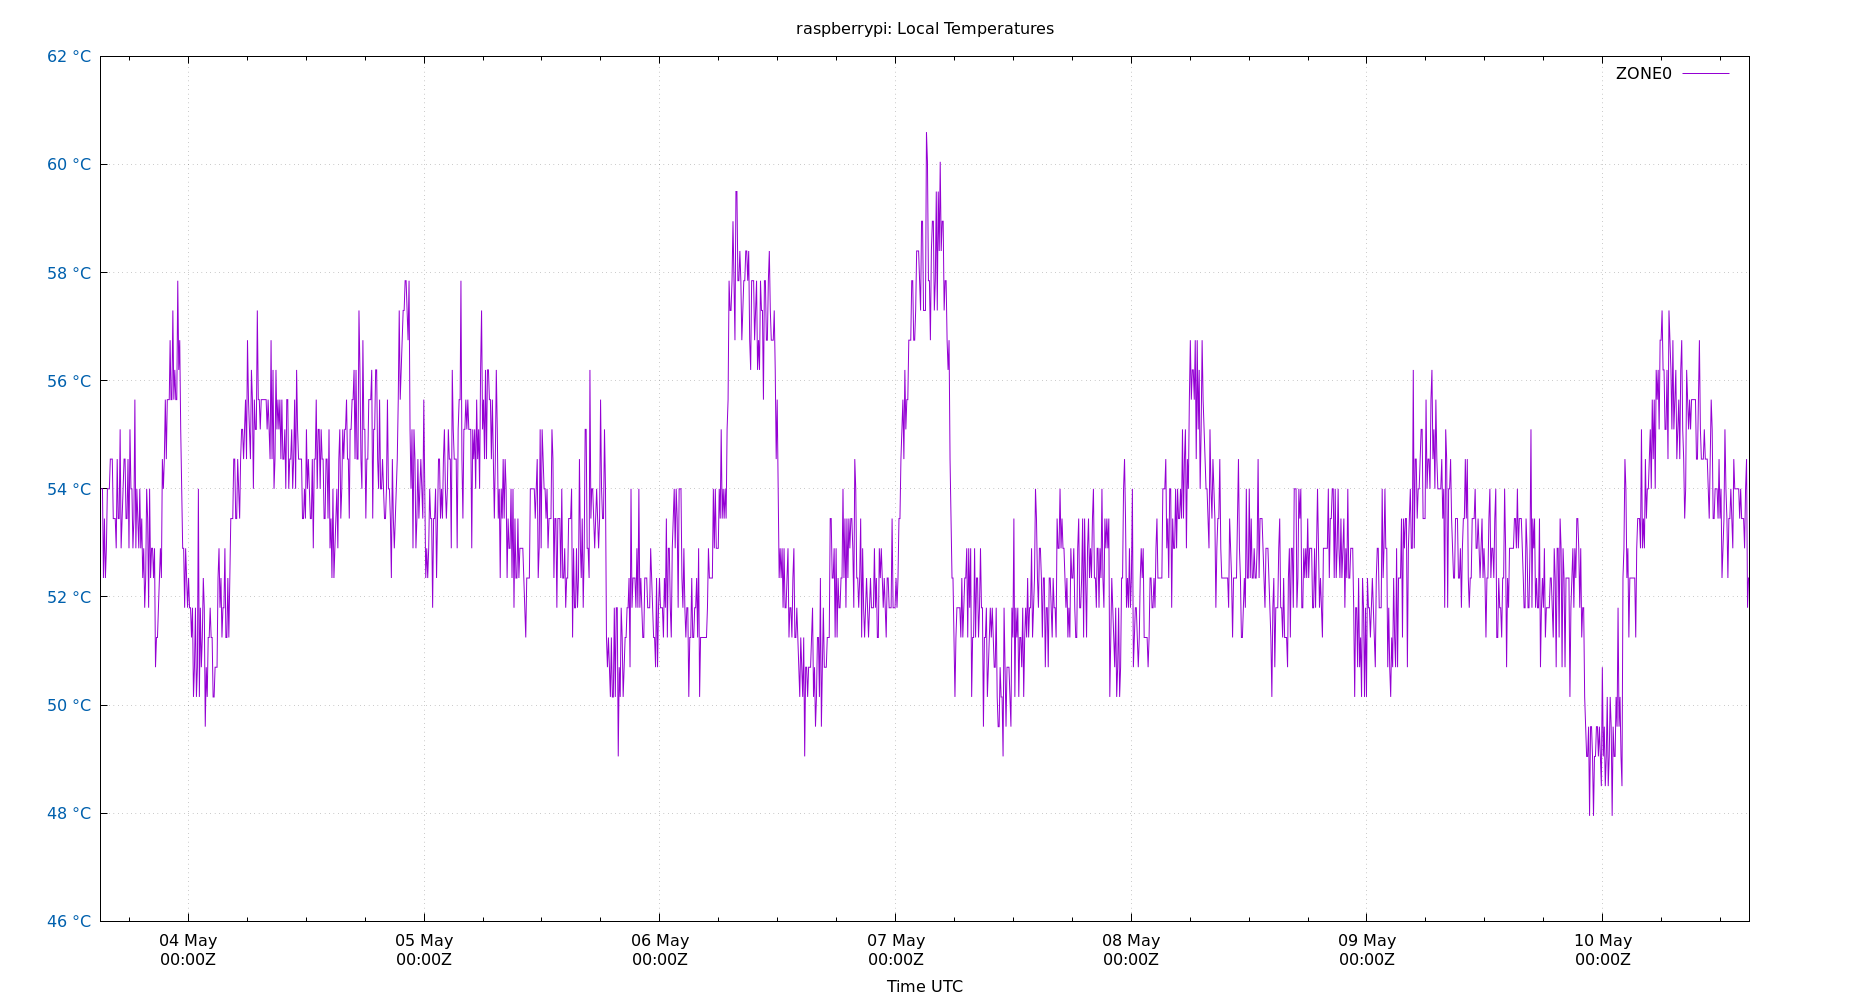 raspberrypi: Local Temperatures
62 °C
ZONE0
60 °C
58 °C
56 °C
54 °C
52 °C
50 °C
48 °C
46 °C
04 May 05 May 06 May 07 May 08 May 09 May 10 May
00:00Z 00:00Z 00:00Z 00:00Z 00:00Z 00:00Z 00:00Z
Time UTC